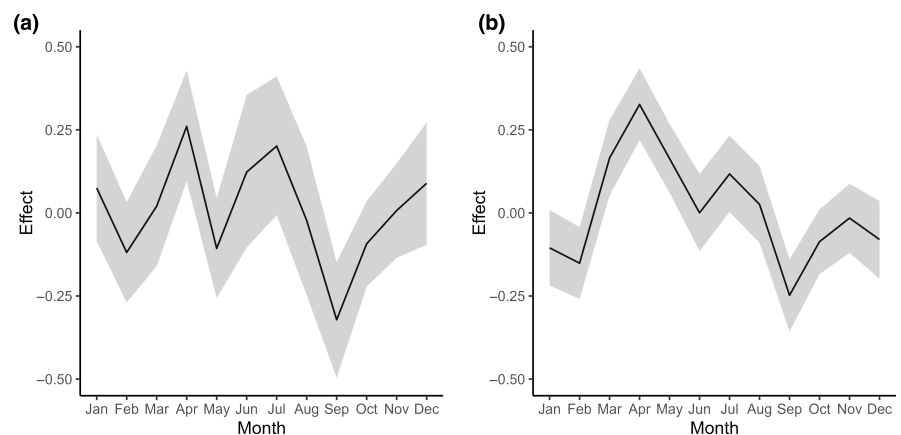 (a)
(b)
0.50
0.25
0.00
−0.25
−0.50
Effect
Jan Feb Mar Apr May Jun Jul Aug Sep Oct Nov Dec
Month
0.50
0.25
0.00
−0.25
−0.50
Effect
Jan Feb Mar Apr May Jun Jul Aug Sep Oct Nov Dec
Month